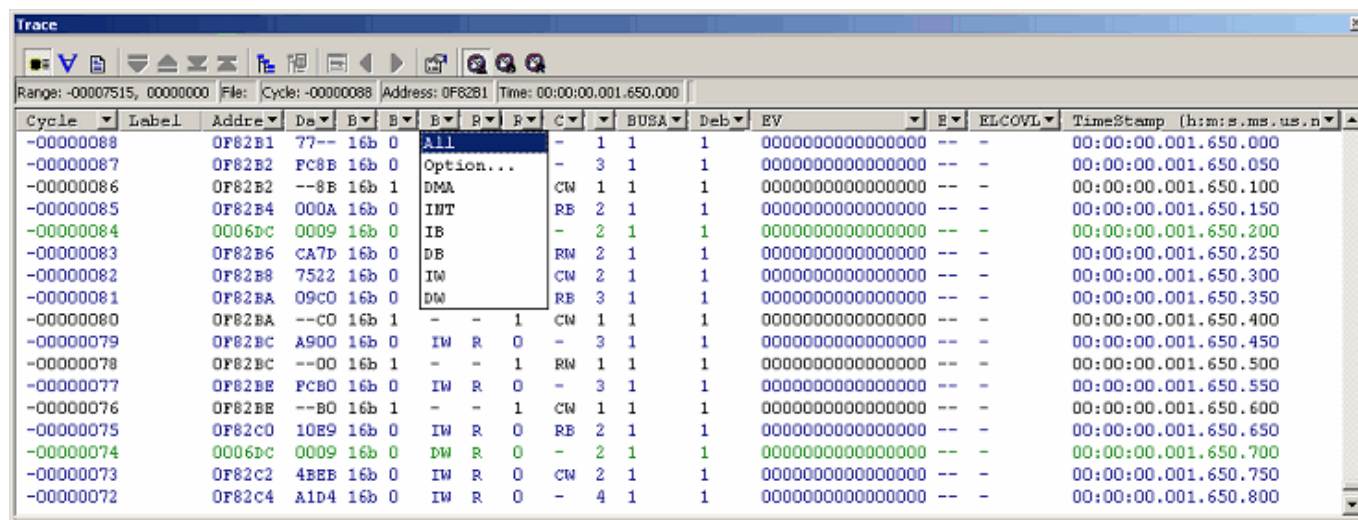 Trace
Range: -00007515, 00000000 File: Cycle: -00000088 Address: 0F82B1 Time: 00:00:00.001.650.000
Cycle Label Addre Da B B B R R C BUSA Deb EV E ELCOVL TimeStamp (h:m:s.ms.us.n
-00000088 0F82B1 77-- 16b 0 All - 1 1 1 0000000000000000 -- - 00:00:00.001.650.000
-00000087 0F82B2 FC8B 16b 0 Option... - 3 1 1 0000000000000000 -- - 00:00:00.001.650.050
-00000086 0F82B2 --8B 16b 1 DMA CW 1 1 1 0000000000000000 -- - 00:00:00.001.650.100
-00000085 0F82B4 000A 16b 0 INT RB 2 1 1 0000000000000000 -- - 00:00:00.001.650.150
-00000084 0006DC 0009 16b 0 IB - 2 1 1 0000000000000000 -- - 00:00:00.001.650.200
-00000083 0F82B6 CA7D 16b 0 DB RW 2 1 1 0000000000000000 -- - 00:00:00.001.650.250
-00000082 0F82B8 7522 16b 0 IW CW 2 1 1 0000000000000000 -- - 00:00:00.001.650.300
-00000081 0F82BA 09C0 16b 0 DW RB 3 1 1 0000000000000000 -- - 00:00:00.001.650.350
-00000080 0F82BA --C0 16b 1 - - 1 CW 1 1 1 0000000000000000 -- - 00:00:00.001.650.400
-00000079 0F82BC A900 16b 0 IW R 0 - 3 1 1 0000000000000000 -- - 00:00:00.001.650.450
-00000078 0F82BC --00 16b 1 - - 1 RW 1 1 1 0000000000000000 -- - 00:00:00.001.650.500
-00000077 0F82BE FCB0 16b 0 IW R 0 - 3 1 1 0000000000000000 -- - 00:00:00.001.650.550
-00000076 0F82BE --B0 16b 1 - - 1 CW 1 1 1 0000000000000000 -- - 00:00:00.001.650.600
-00000075 0F82C0 10E9 16b 0 IW R 0 RB 2 1 1 0000000000000000 -- - 00:00:00.001.650.650
-00000074 0006DC 0009 16b 0 DW R 0 - 2 1 1 0000000000000000 -- - 00:00:00.001.650.700
-00000073 0F82C2 4BEB 16b 0 IW R 0 CW 2 1 1 0000000000000000 -- - 00:00:00.001.650.750
-00000072 0F82C4 A1D4 16b 0 IW R 0 - 4 1 1 0000000000000000 -- - 00:00:00.001.650.800